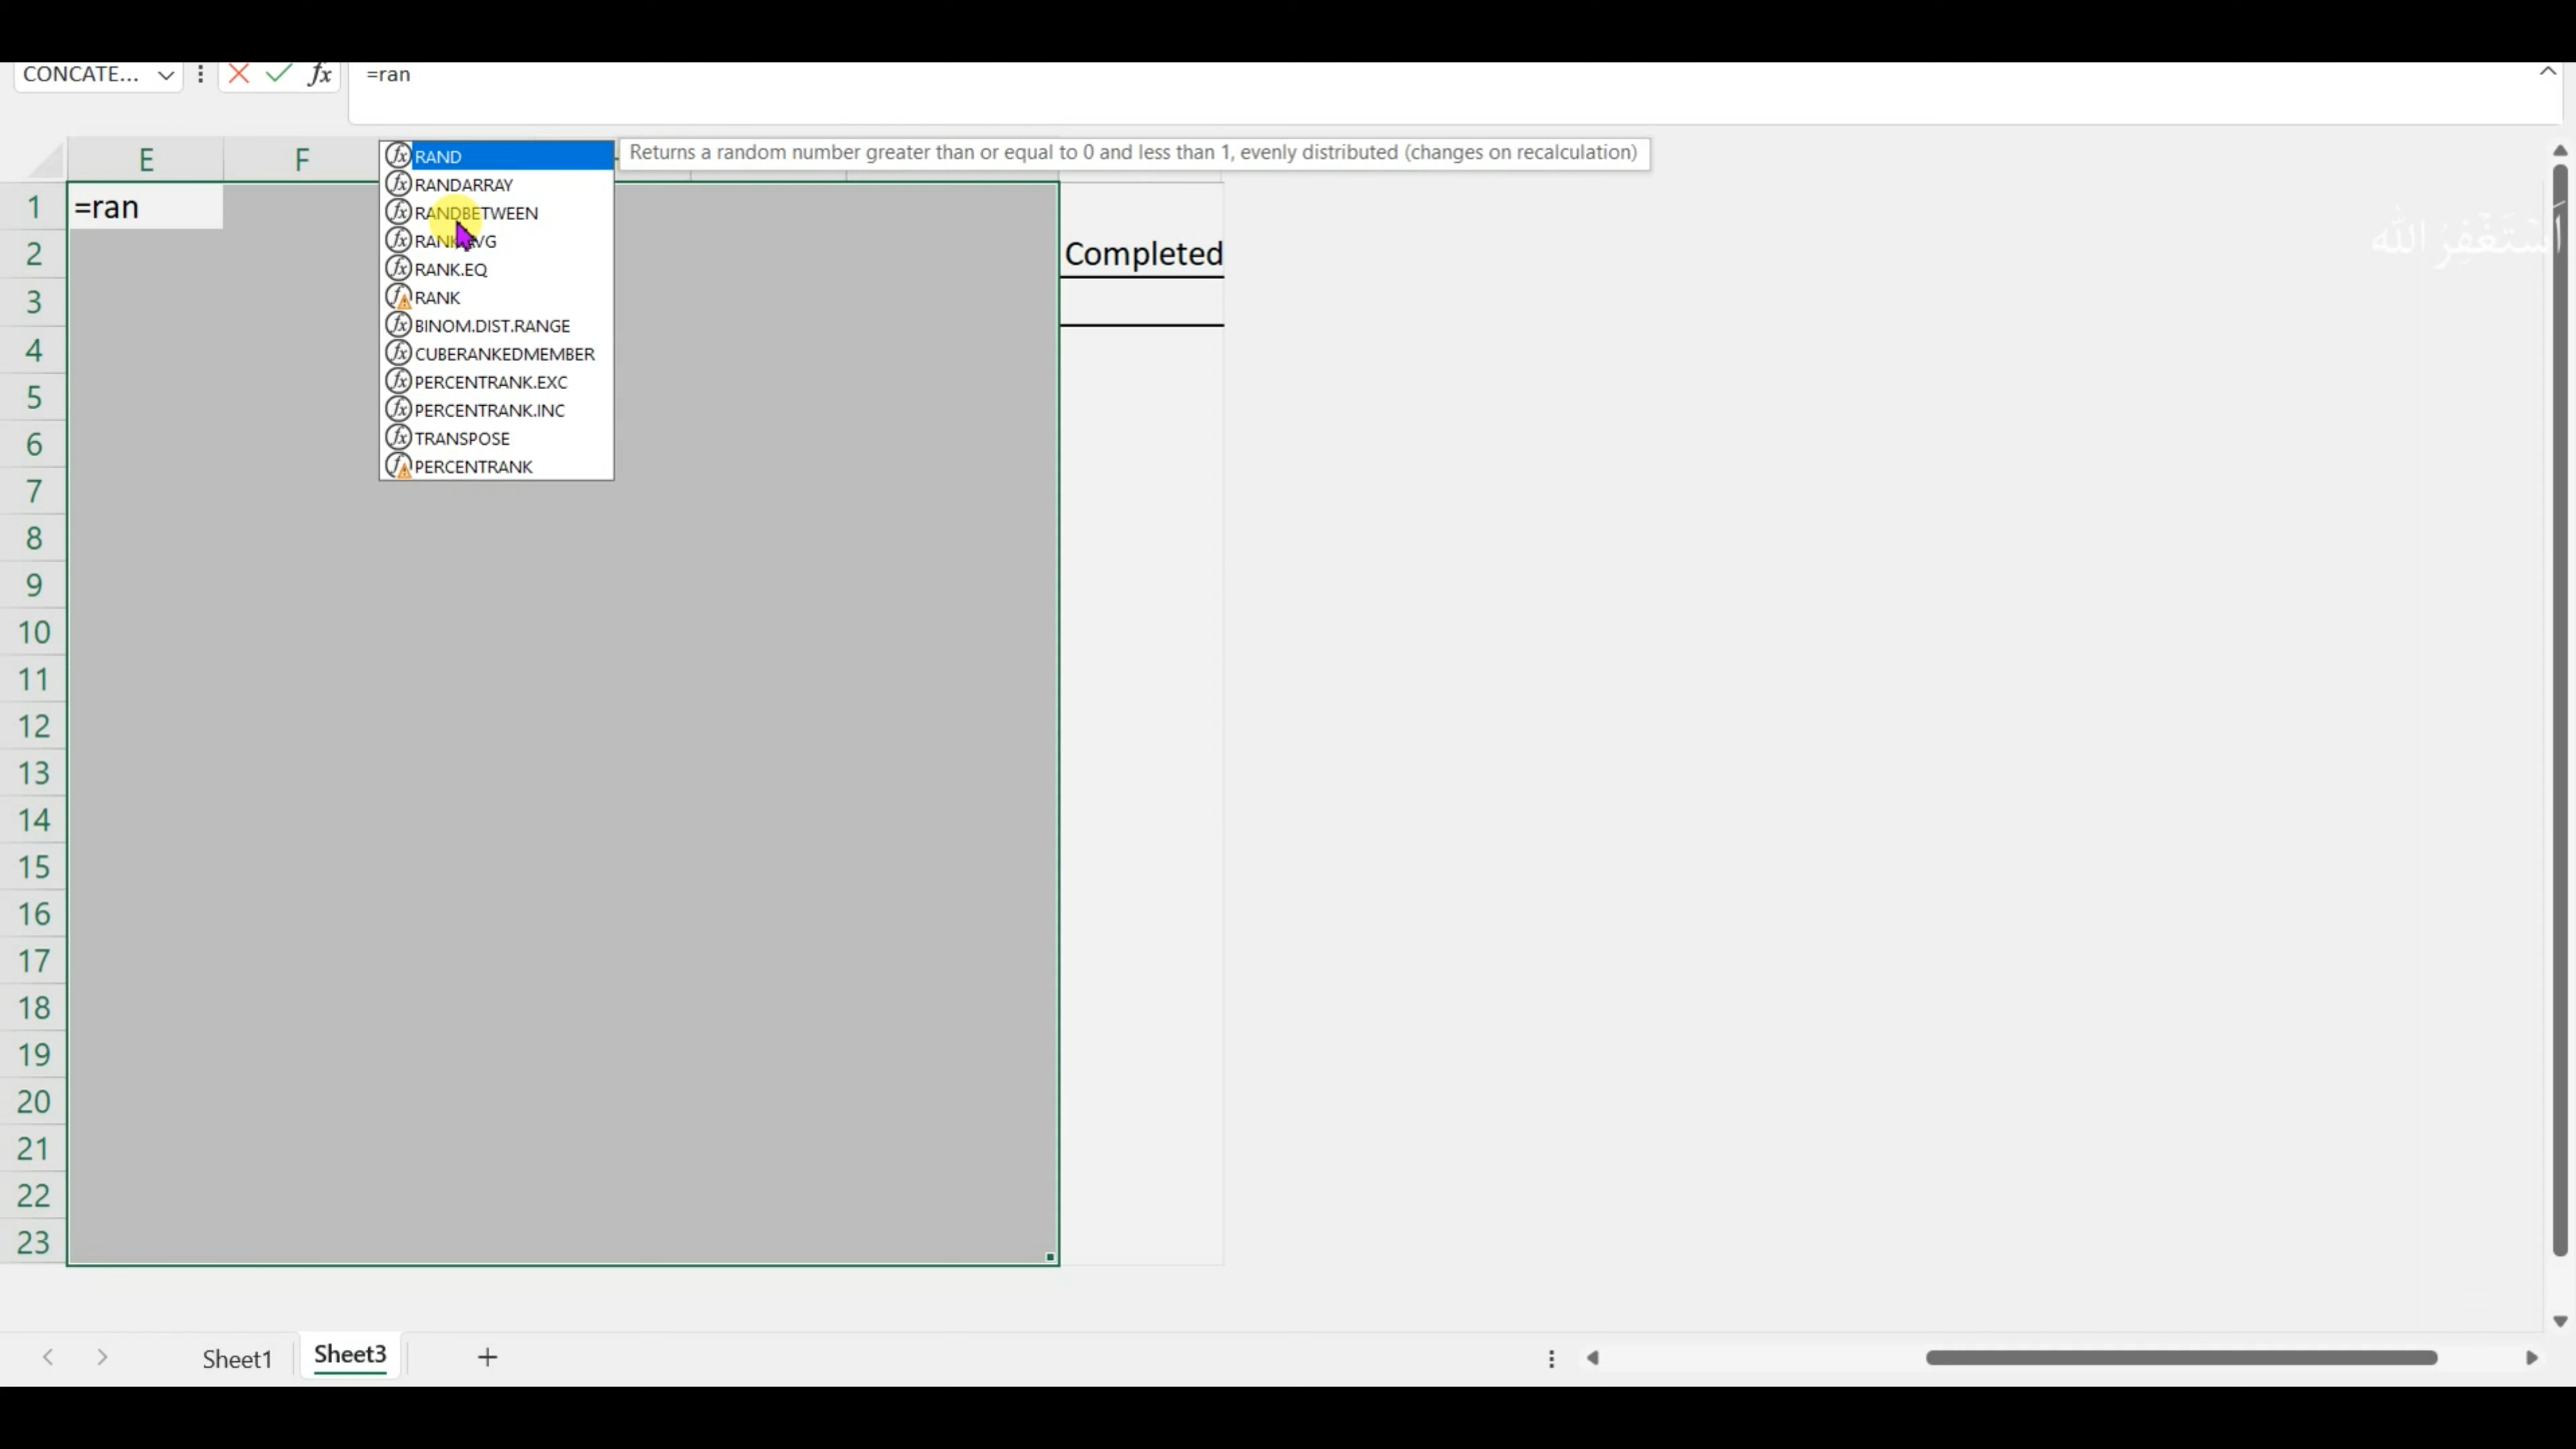 CONCATE...
=ran
E
F
RAND
Returns a random number greater than or equal to 0 and less than 1, evenly distributed (changes on recalculation)
RANDARRAY
RANDBETWEEN
RANK.AVG
RANK.EQ
RANK
BINOM.DIST.RANGE
CUBERANKEDMEMBER
PERCENTRANK.EXC
PERCENTRANK.INC
TRANSPOSE
PERCENTRANK
1
=ran
2
Completed
أَسْتَغْفِرُ اللّٰه
3
4
5
6
7
8
9
10
11
12
13
14
15
16
17
18
19
20
21
22
23
Sheet1
Sheet3